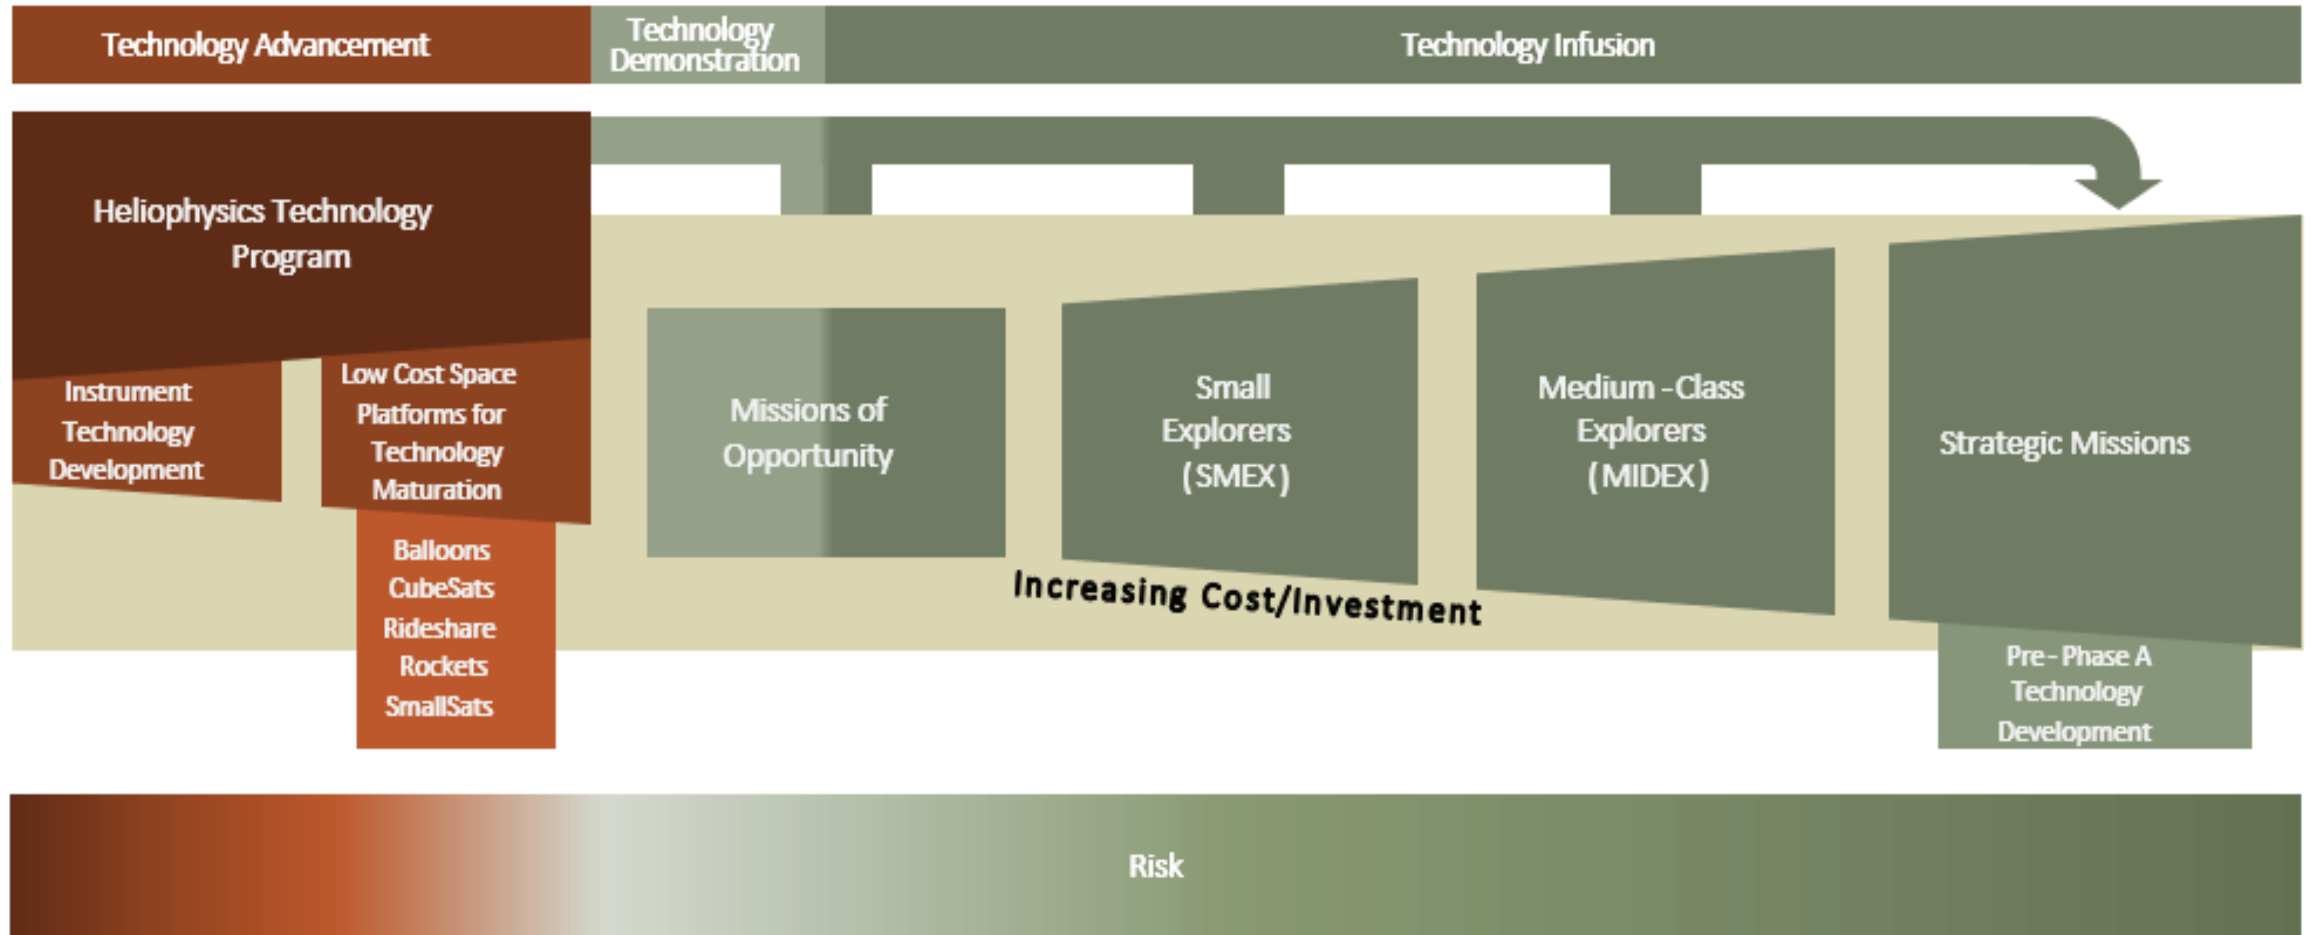 Technology Advancement
Technology
Demonstration
Technology Infusion
Heliophysics Technology
Program
Instrument
Technology
Development
Low Cost Space
Platforms for
Technology
Maturation
Balloons
CubeSats
Rideshare
Rockets
SmallSats
Missions of
Opportunity
Small
Explorers
(SMEX)
Medium-Class
Explorers
(MIDEX)
Strategic Missions
Increasing Cost/Investment
Pre-Phase A
Technology
Development
Risk